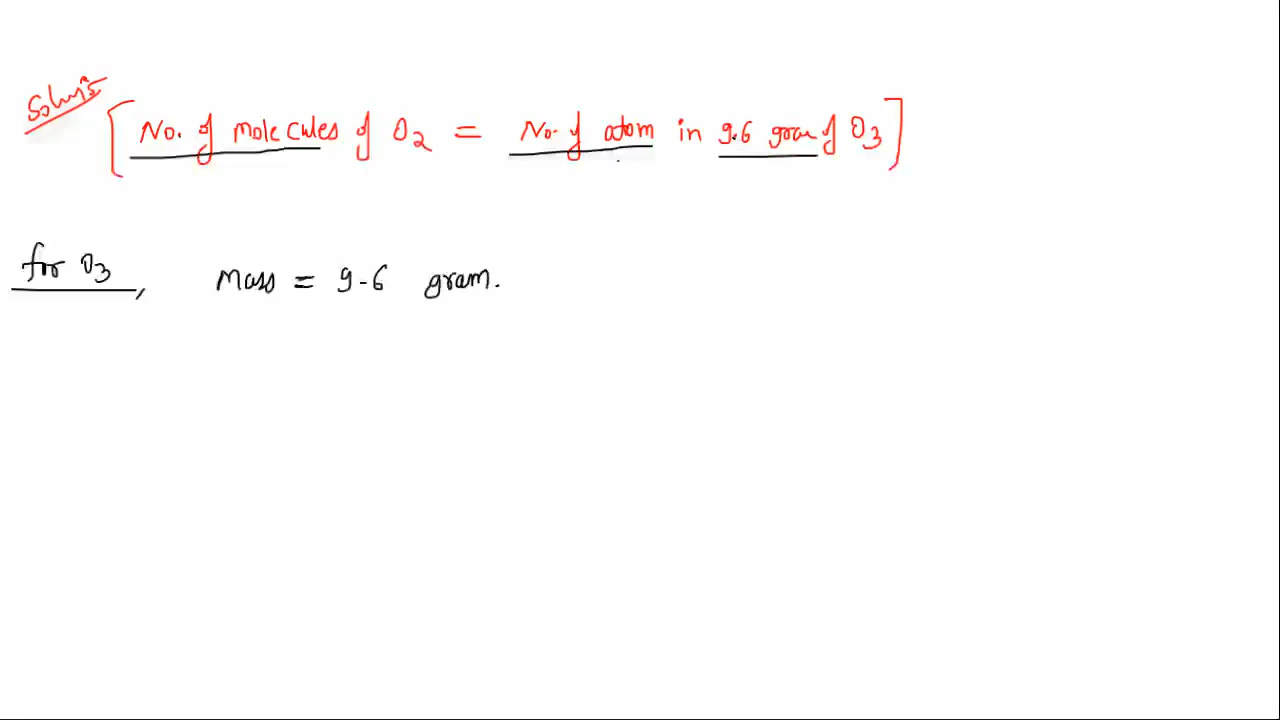 Soln:-
[No. of molecules of O2 = No. of atom in 9.6 gram of O3]
for O3, Mass = 9.6 gram.